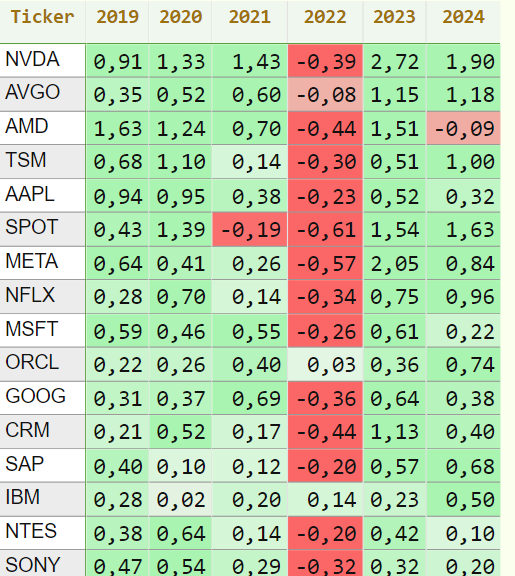 Ticker 2019 2020 2021 2022 2023 2024
NVDA 0,91 1,33 1,43 -0,39 2,72 1,90
AVGO 0,35 0,52 0,60 -0,08 1,15 1,18
AMD 1,63 1,24 0,70 -0,44 1,51 -0,09
TSM 0,68 1,10 0,14 -0,30 0,51 1,00
AAPL 0,94 0,95 0,38 -0,23 0,52 0,32
SPOT 0,43 1,39 -0,19 -0,61 1,54 1,63
META 0,64 0,41 0,26 -0,57 2,05 0,84
NFLX 0,28 0,70 0,14 -0,34 0,75 0,96
MSFT 0,59 0,46 0,55 -0,26 0,61 0,22
ORCL 0,22 0,26 0,40 0,03 0,36 0,74
GOOG 0,31 0,37 0,69 -0,36 0,64 0,38
CRM 0,21 0,52 0,17 -0,44 1,13 0,40
SAP 0,40 0,10 0,12 -0,20 0,57 0,68
IBM 0,28 0,02 0,20 0,14 0,23 0,50
NTES 0,38 0,64 0,14 -0,20 0,42 0,10
SONY 0,47 0,54 0,29 -0,32 0,32 0,20